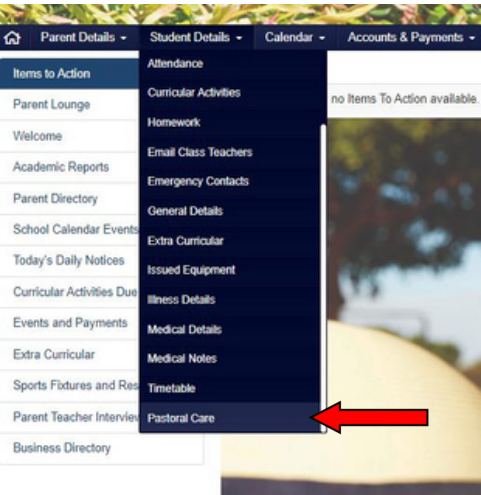 Parent Details
Student Details
Calendar
Accounts & Payments
Items to Action
Parent Lounge
Welcome
Academic Reports
Parent Directory
School Calendar Events
Today's Daily Notices
Curricular Activities Due
Events and Payments
Extra Curricular
Sports Fixtures and Res
Parent Teacher Interview
Business Directory
Attendance
Curricular Activities
Homework
Email Class Teachers
Emergency Contacts
General Details
Extra Curricular
Issued Equipment
Illness Details
Medical Details
Medical Notes
Timetable
Pastoral Care
no Items To Action available.